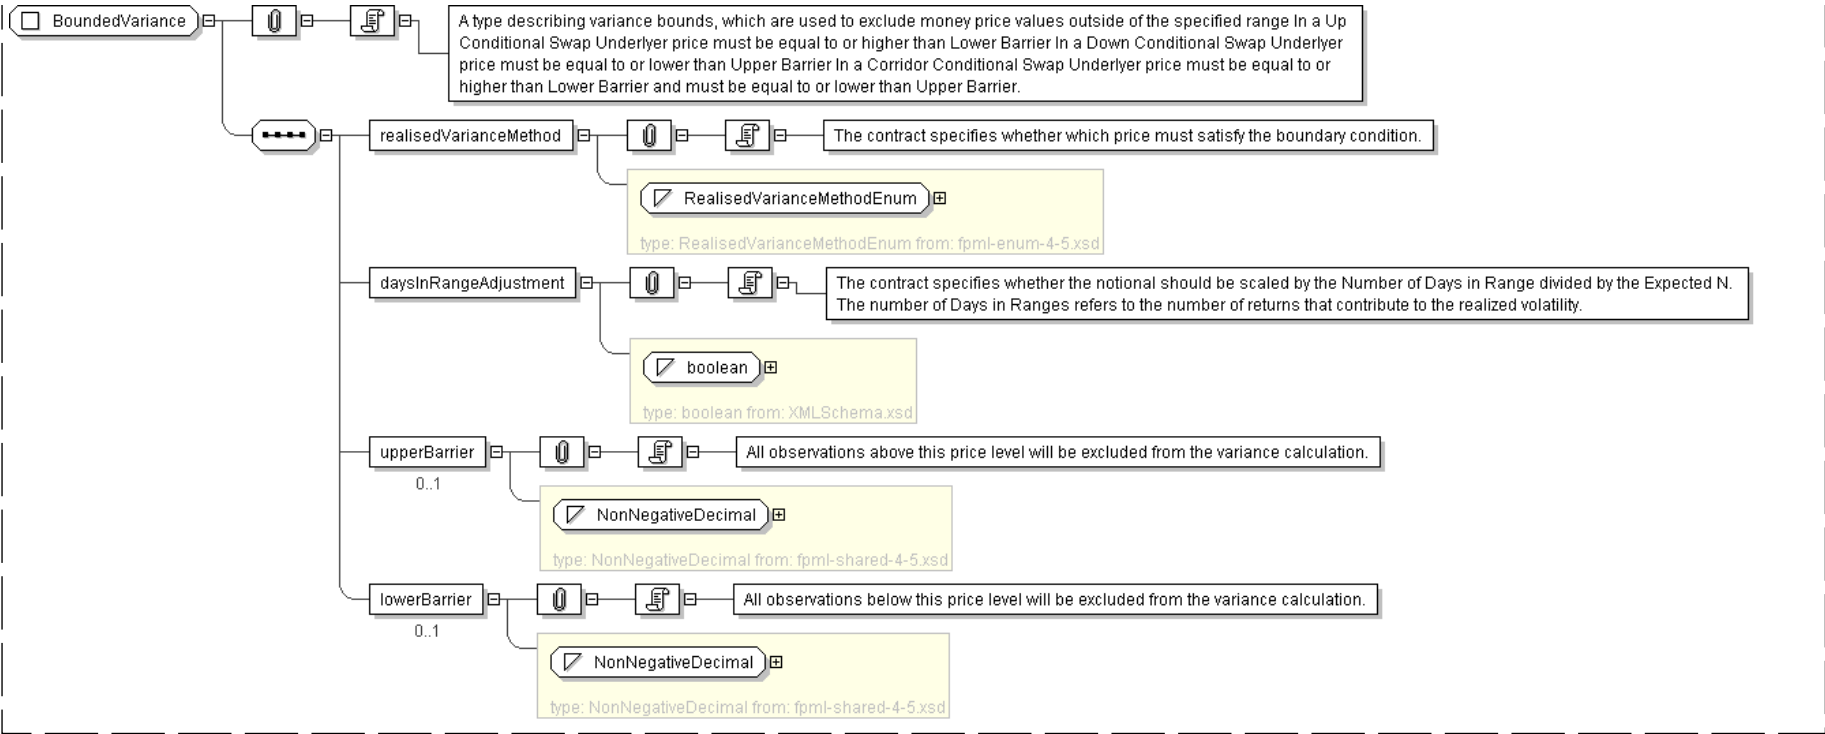 BoundedVariance
A type describing variance bounds, which are used to exclude money price values outside of the specified range In a Up
Conditional Swap Underlyer price must be equal to or higher than Lower Barrier In a Down Conditional Swap Underlyer
price must be equal to or lower than Upper Barrier In a Corridor Conditional Swap Underlyer price must be equal to or
higher than Lower Barrier and must be equal to or lower than Upper Barrier.
realisedVarianceMethod
The contract specifies whether which price must satisfy the boundary condition.
RealisedVarianceMethodEnum
type: RealisedVarianceMethodEnum from: fpml-enum-4-5.xsd
daysInRangeAdjustment
The contract specifies whether the notional should be scaled by the Number of Days in Range divided by the Expected N.
The number of Days in Ranges refers to the number of returns that contribute to the realized volatility.
boolean
type: boolean from: XMLSchema.xsd
upperBarrier
All observations above this price level will be excluded from the variance calculation.
0..1
NonNegativeDecimal
type: NonNegativeDecimal from: fpml-shared-4-5.xsd
lowerBarrier
All observations below this price level will be excluded from the variance calculation.
0..1
NonNegativeDecimal
type: NonNegativeDecimal from: fpml-shared-4-5.xsd